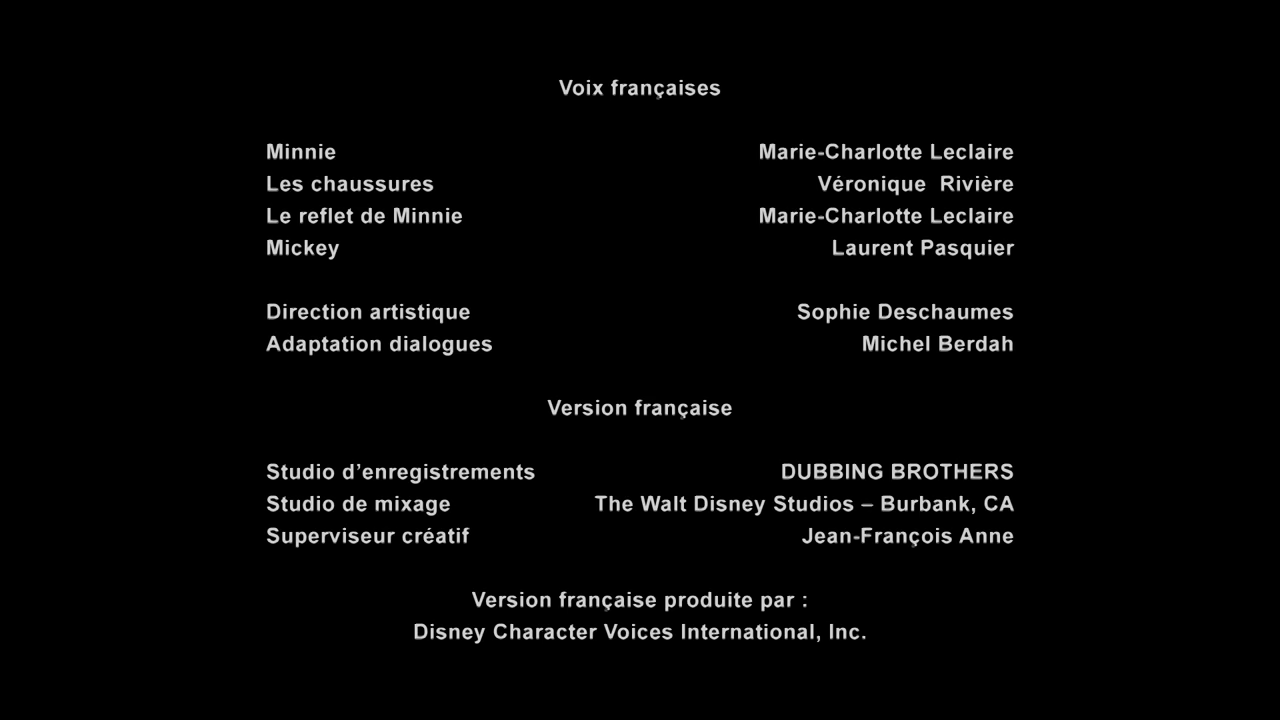 Voix françaises
Minnie Marie-Charlotte Leclaire
Les chaussures Véronique  Rivière
Le reflet de Minnie Marie-Charlotte Leclaire
Mickey Laurent Pasquier
Direction artistique Sophie Deschaumes
Adaptation dialogues Michel Berdah
Version française
Studio d’enregistrements DUBBING BROTHERS
Studio de mixage The Walt Disney Studios – Burbank, CA
Superviseur créatif Jean-François Anne
Version française produite par :
Disney Character Voices International, Inc.